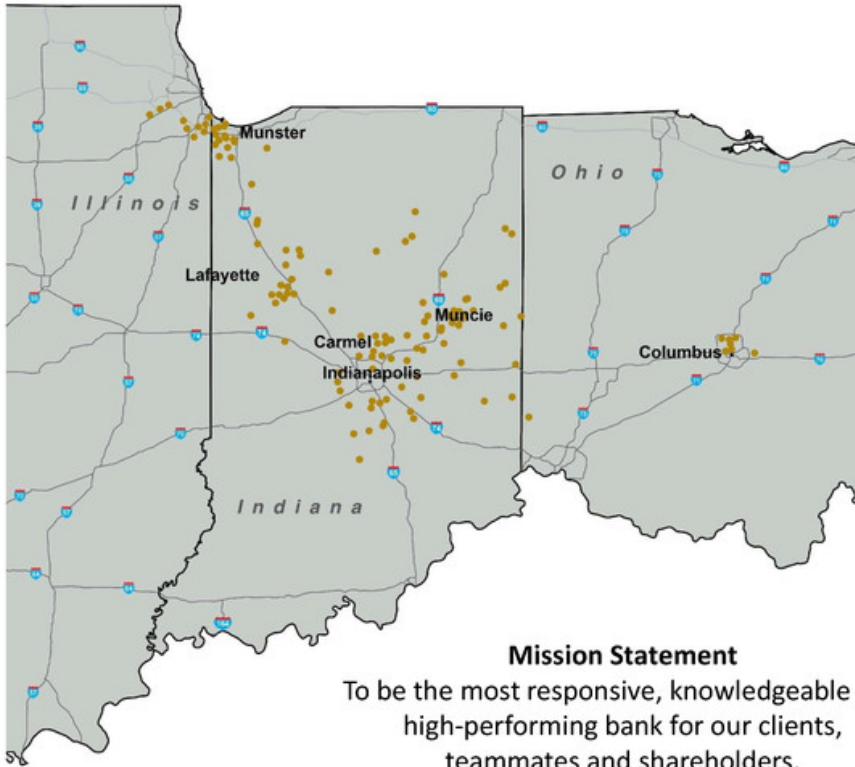 Munster
Ohio
Illinois
Lafayette
Muncie
Carmel
Columbus
Indianapolis
Indiana
Mission Statement
To be the most responsive, knowledgeable
high-performing bank for our clients,
teammates and shareholders.